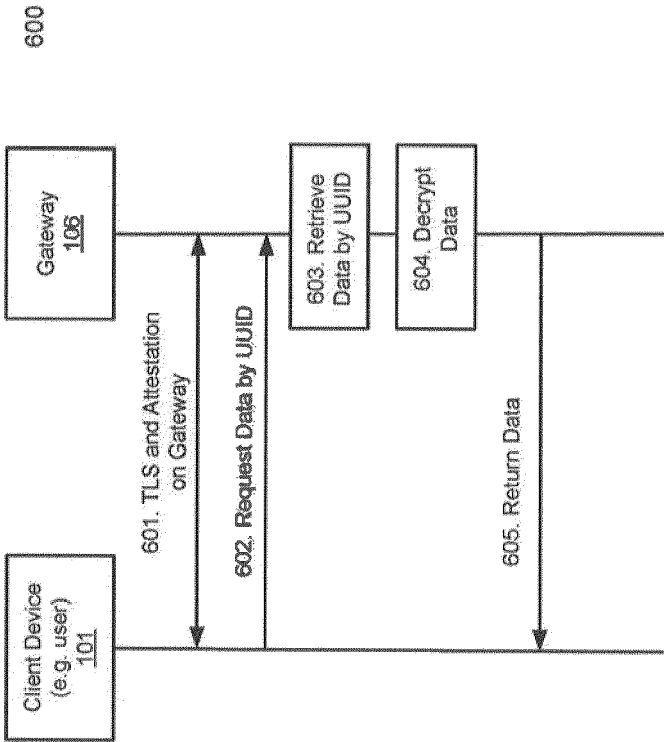 600
Client Device
(e.g. user)
101
Gateway
106
601. TLS and Attestation
on Gateway
602. Request Data by UUID
603. Retrieve
Data by UUID
604. Decrypt
Data
605. Return Data